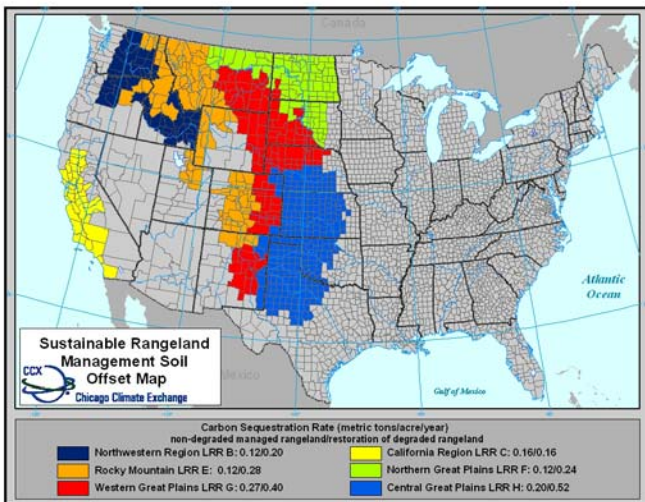 Canada
Atlantic
Ocean
Gulf of Mexico
Mexico
Sustainable Rangeland
Management Soil
Offset Map
CCX
Chicago Climate Exchange
Carbon Sequestration Rate (metric tons/acre/year)
non-degraded managed rangeland/restoration of degraded rangeland
Northwestern Region LRR B: 0.12/0.20
California Region LRR C: 0.16/0.16
Rocky Mountain LRR E: 0.12/0.28
Northern Great Plains LRR F: 0.12/0.24
Western Great Plains LRR G: 0.27/0.40
Central Great Plains LRR H: 0.20/0.52